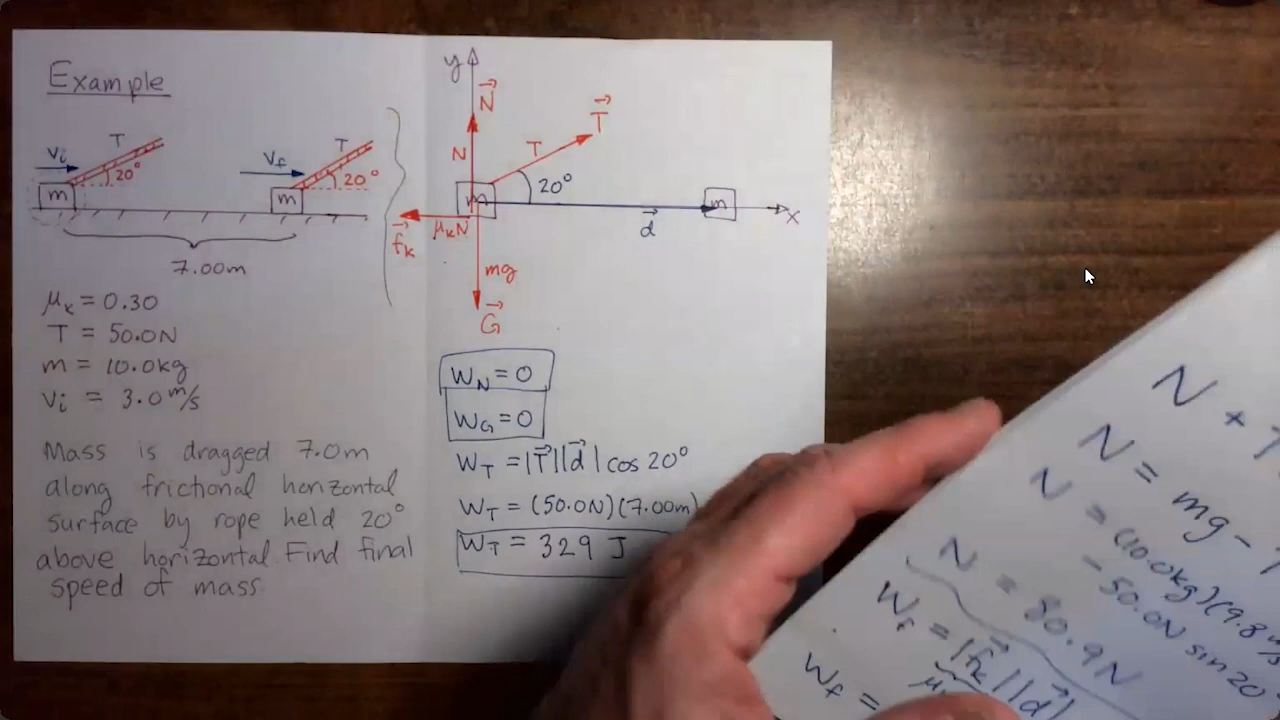 Example
Vi
T
20°
m
Vf
T
20°
m
7.00m
μk = 0.30
T = 50.0N
m = 10.0kg
Vi = 3.0 m/s
Mass is dragged 7.0m
along frictional horizontal
surface by rope held 20°
above horizontal. Find final
speed of mass.
y
N⃗
N
T
T⃗
20°
m
m
x
d⃗
f⃗k
μkN
mg
G⃗
WN = 0
WG = 0
WT = |T⃗||d⃗| cos 20°
WT = (50.0N)(7.00m)
WT = 329 J
N +
N = mg -
N = (10.0kg)(9.8 m/s
- 50.0N sin 20°
N = 80.9N
Wf = |f⃗k||d⃗|
Wf =